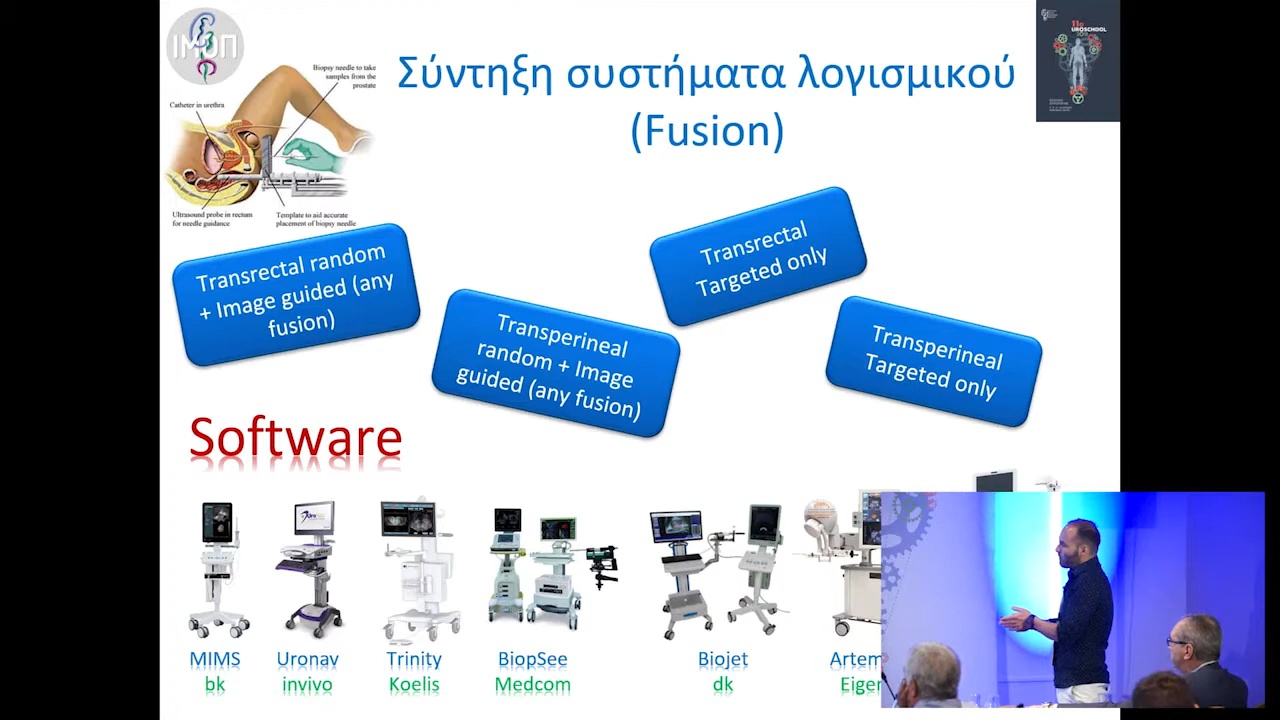 ΙΜΟΠ
Σύντηξη συστήματα λογισμικού
(Fusion)
11ο
UROSCHOOL
Biopsy needle to take
samples from the
prostate
Catheter in urethra
Ultrasound probe in rectum
for needle guidance
Template to aid accurate
placement of biopsy needle
Transrectal random
+ Image guided (any
fusion)
Transperineal
random + Image
guided (any fusion)
Transrectal
Targeted only
Transperineal
Targeted only
Software
MIMS
bk
Uronav
invivo
Trinity
Koelis
BiopSee
Medcom
Biojet
dk
Artem
Eiger